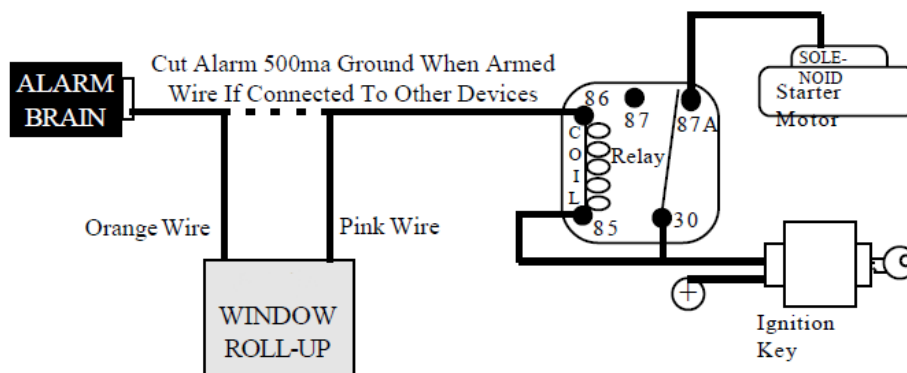 ALARM
BRAIN
Cut Alarm 500ma Ground When Armed
Wire If Connected To Other Devices
Orange Wire
Pink Wire
WINDOW
ROLL-UP
86
87
87A
COIL
Relay
85
30
SOLE-
NOID
Starter
Motor
+
Ignition
Key